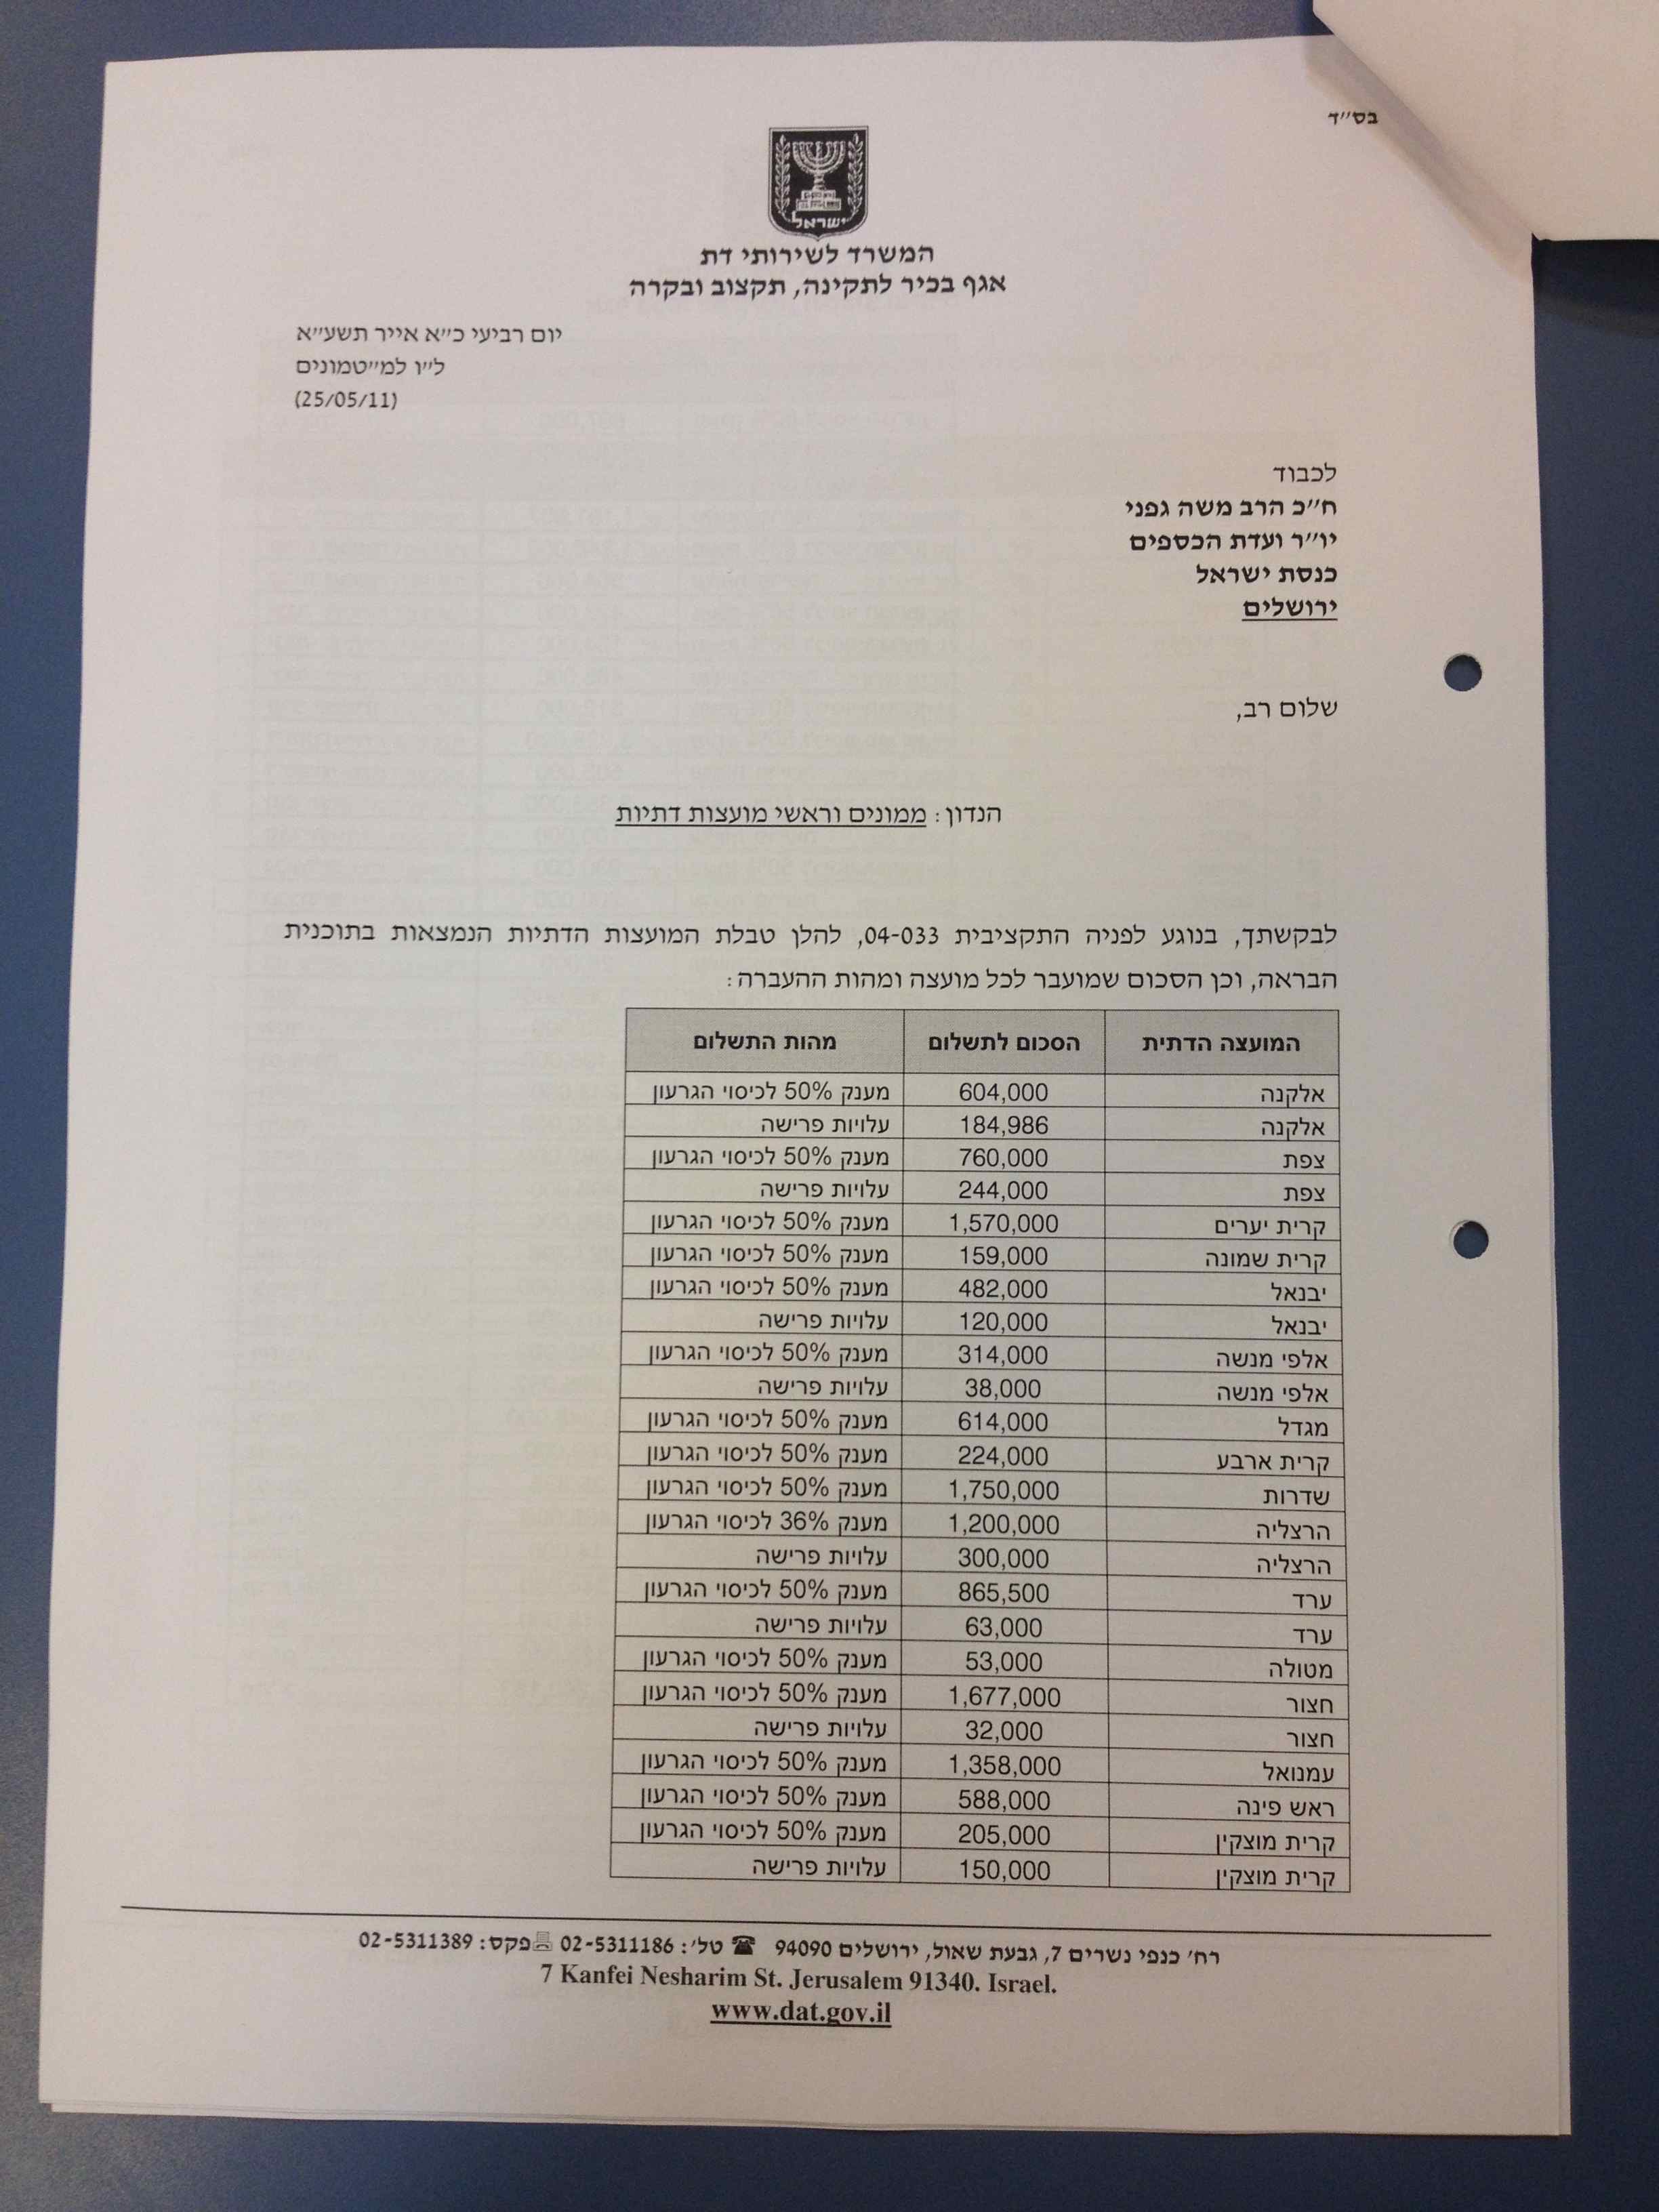 בס"ד
ישראל
המשרד לשירותי דת
אגף בכיר לתקינה, תקצוב ובקרה
יום רביעי כ"א אייר תשע"א
ל"ו למ"טמונים
(25/05/11)
לכבוד
ח"כ הרב משה גפני
יו"ר ועדת הכספים
כנסת ישראל
ירושלים
שלום רב,
הנדון: ממונים וראשי מועצות דתיות
לבקשתך, בנוגע לפניה התקציבית 04-033, להלן טבלת המועצות הדתיות הנמצאות בתוכנית
הבראה, וכן הסכום שמועבר לכל מועצה ומהות ההעברה:
המועצה הדתית הסכום לתשלום מהות התשלום
אלקנה 604,000 מענק 50% לכיסוי הגרעון
אלקנה 184,986 עלויות פרישה
צפת 760,000 מענק 50% לכיסוי הגרעון
צפת 244,000 עלויות פרישה
קרית יערים 1,570,000 מענק 50% לכיסוי הגרעון
קרית שמונה 159,000 מענק 50% לכיסוי הגרעון
יבנאל 482,000 מענק 50% לכיסוי הגרעון
יבנאל 120,000 עלויות פרישה
אלפי מנשה 314,000 מענק 50% לכיסוי הגרעון
אלפי מנשה 38,000 עלויות פרישה
מגדל 614,000 מענק 50% לכיסוי הגרעון
קרית ארבע 224,000 מענק 50% לכיסוי הגרעון
שדרות 1,750,000 מענק 50% לכיסוי הגרעון
הרצליה 1,200,000 מענק 36% לכיסוי הגרעון
הרצליה 300,000 עלויות פרישה
ערד 865,500 מענק 50% לכיסוי הגרעון
ערד 63,000 עלויות פרישה
מטולה 53,000 מענק 50% לכיסוי הגרעון
חצור 1,677,000 מענק 50% לכיסוי הגרעון
חצור 32,000 עלויות פרישה
עמנואל 1,358,000 מענק 50% לכיסוי הגרעון
ראש פינה 588,000 מענק 50% לכיסוי הגרעון
קרית מוצקין 205,000 מענק 50% לכיסוי הגרעון
קרית מוצקין 150,000 עלויות פרישה
רח' כנפי נשרים 7, גבעת שאול, ירושלים 94090 ☎ טל': 02-5311186 פקס: 02-5311389
7 Kanfei Nesharim St. Jerusalem 91340. Israel.
www.dat.gov.il